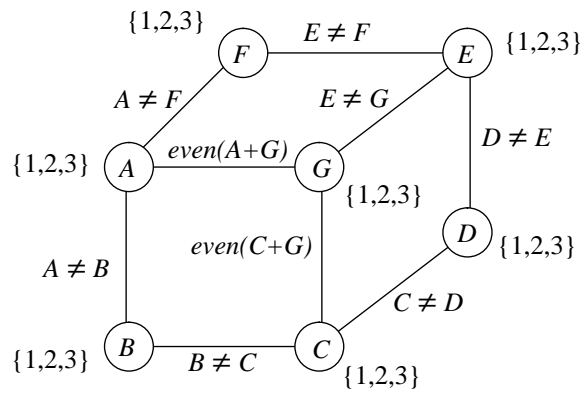 {1,2,3}
F
E ≠ F
E
{1,2,3}
A ≠ F
E ≠ G
{1,2,3}
A
even(A+G)
G
{1,2,3}
D ≠ E
D
{1,2,3}
even(C+G)
A ≠ B
C ≠ D
{1,2,3}
B
B ≠ C
C
{1,2,3}